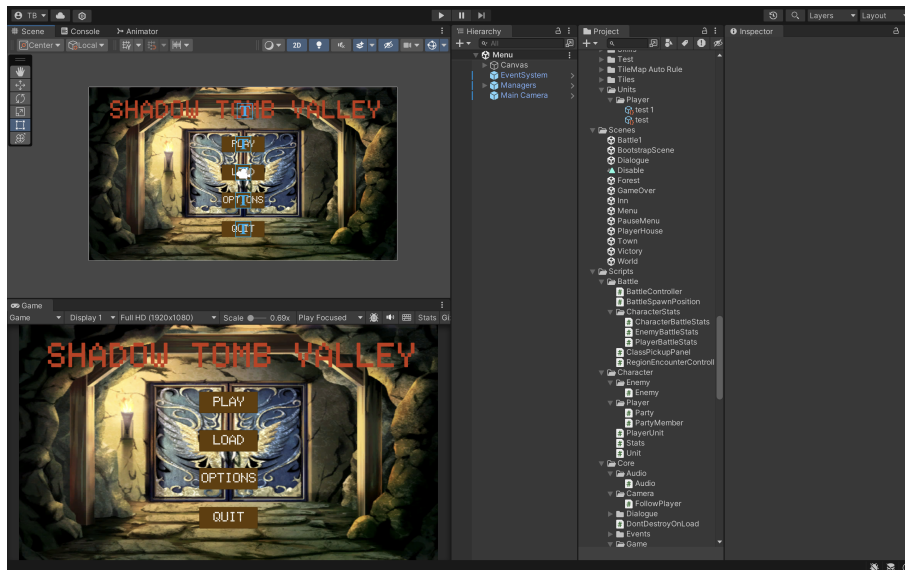 TB
Layers
Layout
Scene
Console
Animator
Center
Local
2D
SHADOW TOMB VALLEY
PLAY
LOAD
OPTIONS
QUIT
Game
Game
Display 1
Full HD (1920x1080)
Scale
0.69x
Play Focused
Stats
Gi
SHADOW TOMB VALLEY
PLAY
LOAD
OPTIONS
QUIT
Hierarchy
All
Menu
Canvas
EventSystem
Managers
Main Camera
Project
Test
TileMap Auto Rule
Tiles
Units
Player
test 1
test
Scenes
Battle1
BootstrapScene
Dialogue
Disable
Forest
GameOver
Inn
Menu
PauseMenu
PlayerHouse
Town
Victory
World
Scripts
Battle
BattleController
BattleSpawnPosition
CharacterStats
CharacterBattleStats
EnemyBattleStats
PlayerBattleStats
ClassPickupPanel
RegionEncounterControll
Character
Enemy
Enemy
Player
Party
PartyMember
PlayerUnit
Stats
Unit
Core
Audio
Audio
Camera
FollowPlayer
Dialogue
DontDestroyOnLoad
Events
Game
Inspector